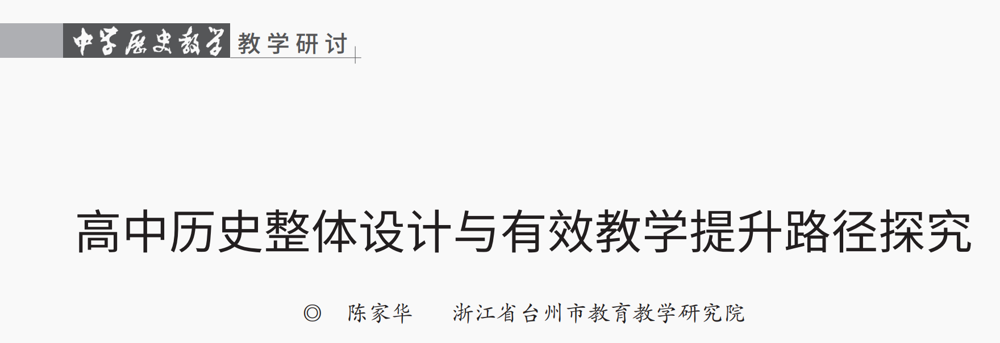 中学历史教学 教学研讨
高中历史整体设计与有效教学提升路径探究
◎ 陈家华 浙江省台州市教育教学研究院